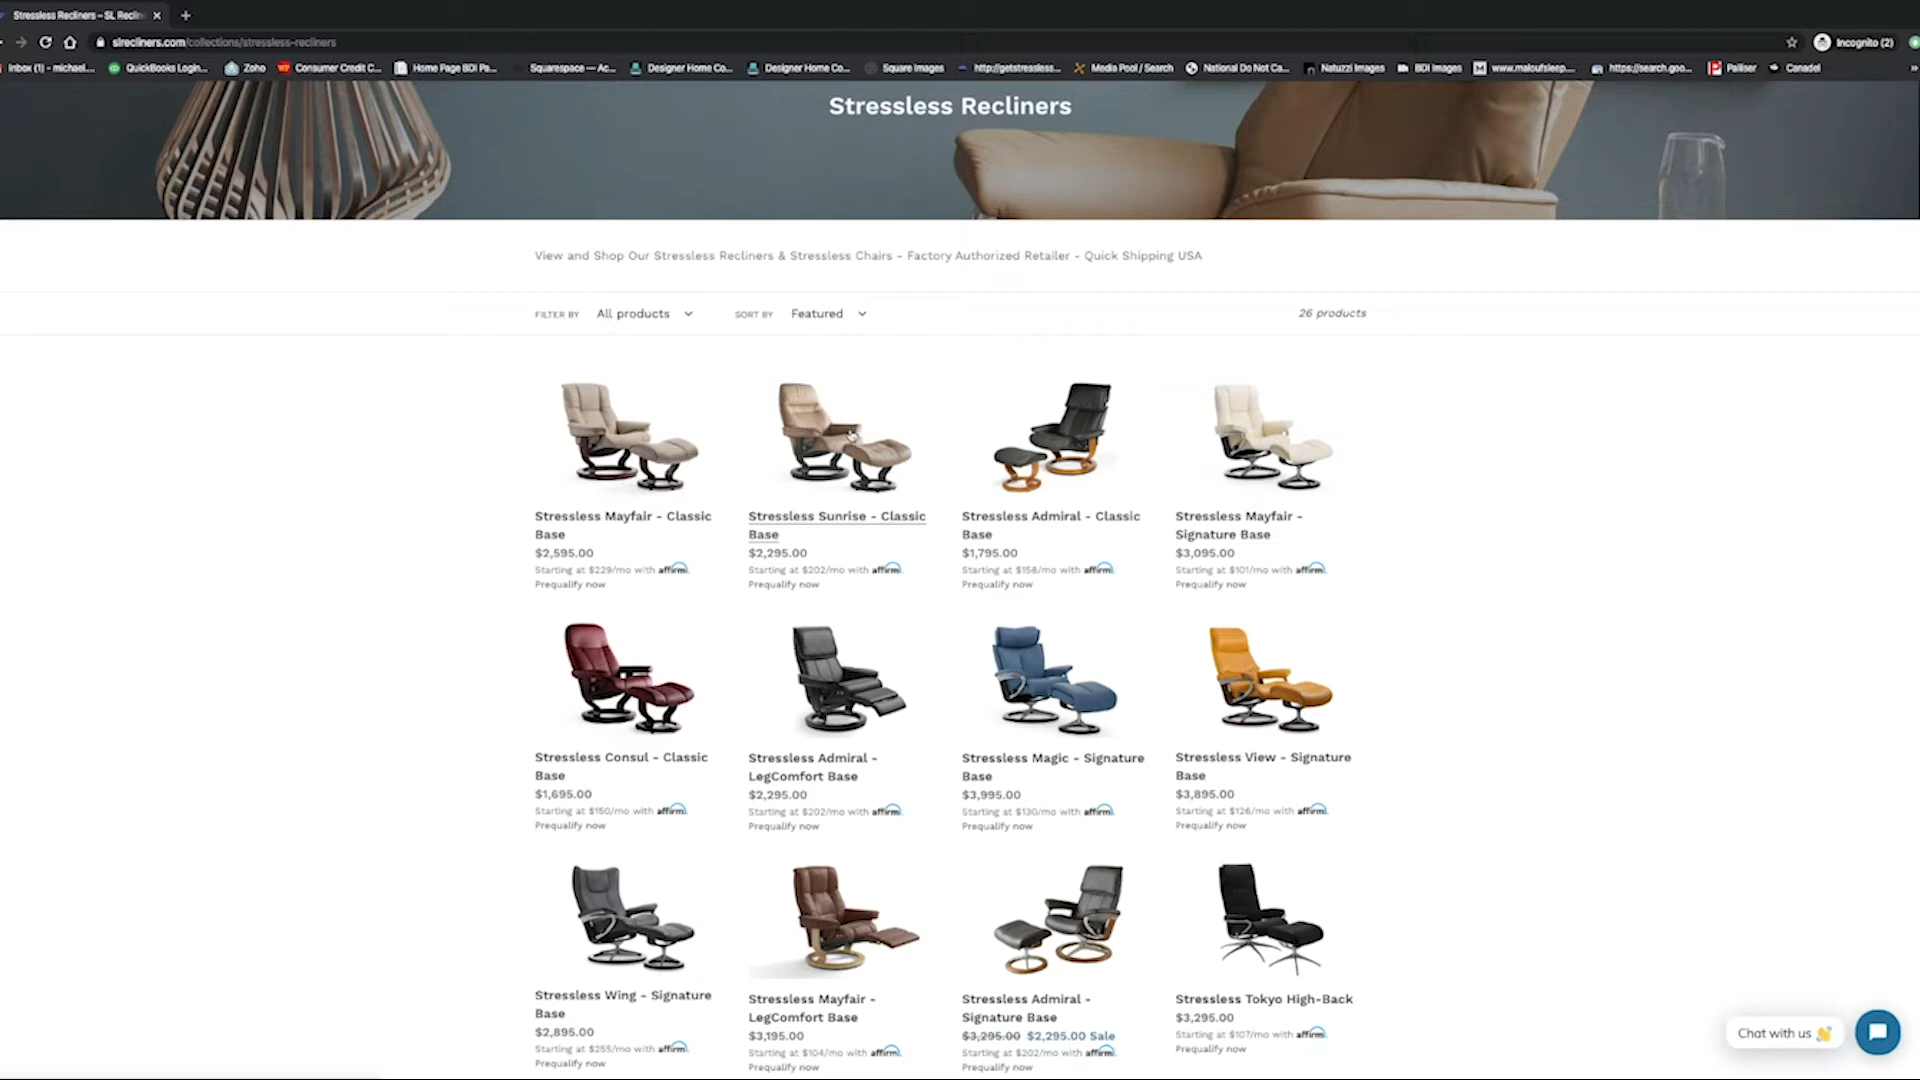 Stressless Recliners – SL Reclin
slrecliners.com/collections/stressless-recliners
Incognito (2)
Inbox (1) - michael....
QuickBooks Login...
Zoho
Consumer Credit C...
Home Page BDI Pa...
Squarespace — Ac...
Designer Home Co...
Designer Home Co...
Square Images
http://getstressless...
Media Pool / Search
National Do Not Ca...
Natuzzi Images
BDI Images
www.maloufsleep....
https://search.goo...
Palliser
Canadel
Stressless Recliners
View and Shop Our Stressless Recliners & Stressless Chairs - Factory Authorized Retailer - Quick Shipping USA
FILTER BY All products SORT BY Featured 26 products
Stressless Mayfair - Classic
Base
$2,595.00
Starting at $229/mo with affirm.
Prequalify now
Stressless Sunrise - Classic
Base
$2,295.00
Starting at $202/mo with affirm.
Prequalify now
Stressless Admiral - Classic
Base
$1,795.00
Starting at $158/mo with affirm.
Prequalify now
Stressless Mayfair -
Signature Base
$3,095.00
Starting at $101/mo with affirm.
Prequalify now
Stressless Consul - Classic
Base
$1,695.00
Starting at $150/mo with affirm.
Prequalify now
Stressless Admiral -
LegComfort Base
$2,295.00
Starting at $202/mo with affirm.
Prequalify now
Stressless Magic - Signature
Base
$3,995.00
Starting at $130/mo with affirm.
Prequalify now
Stressless View - Signature
Base
$3,895.00
Starting at $126/mo with affirm.
Prequalify now
Stressless Wing - Signature
Base
$2,895.00
Starting at $255/mo with affirm.
Prequalify now
Stressless Mayfair -
LegComfort Base
$3,195.00
Starting at $104/mo with affirm.
Prequalify now
Stressless Admiral -
Signature Base
$3,295.00 $2,295.00 Sale
Starting at $202/mo with affirm.
Prequalify now
Stressless Tokyo High-Back
$3,295.00
Starting at $107/mo with affirm.
Prequalify now
Chat with us 👋